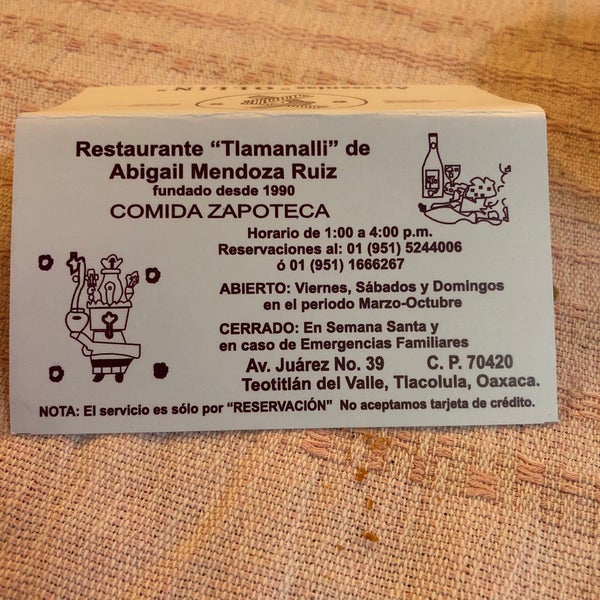 Restaurante "Tlamanalli" de
Abigail Mendoza Ruiz
fundado desde 1990
COMIDA ZAPOTECA
Horario de 1:00 a 4:00 p.m.
Reservaciones al: 01 (951) 5244006
ó 01 (951) 1666267
ABIERTO: Viernes, Sábados y Domingos
en el periodo Marzo-Octubre
CERRADO: En Semana Santa y
en caso de Emergencias Familiares
Av. Juárez No. 39 C. P. 70420
Teotitlán del Valle, Tlacolula, Oaxaca.
NOTA: El servicio es sólo por "RESERVACIÓN" No aceptamos tarjeta de crédito.